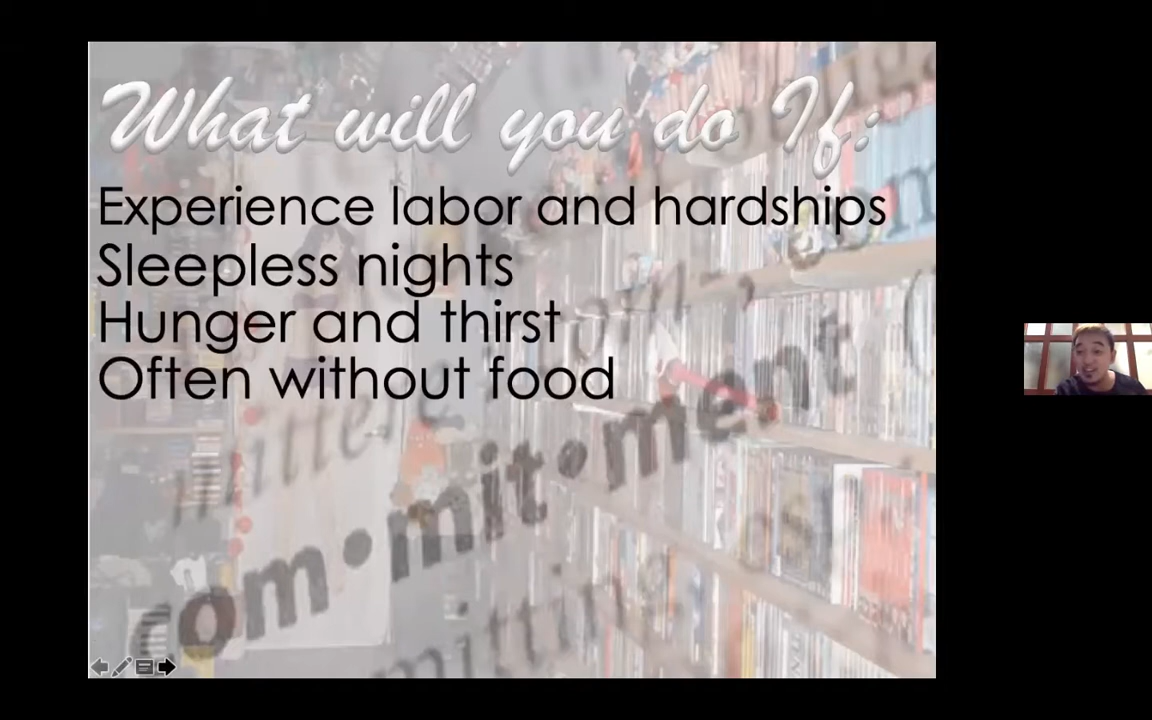 What will you do If:
Experience labor and hardships
Sleepless nights
Hunger and thirst
Often without food
com•mit•ment